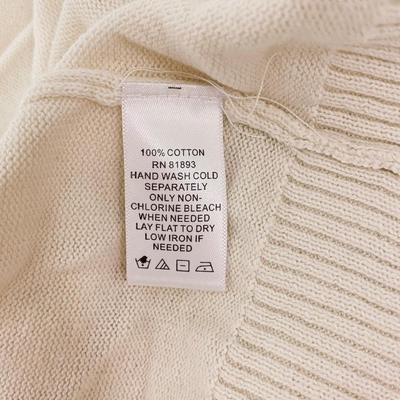 100% COTTON
RN 81893
HAND WASH COLD
SEPARATELY
ONLY NON-
CHLORINE BLEACH
WHEN NEEDED
LAY FLAT TO DRY
LOW IRON IF
NEEDED